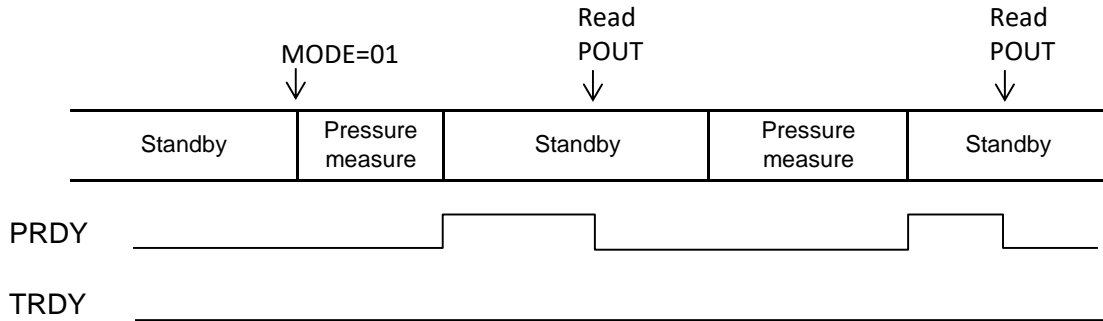 Read
POUT
Read
POUT
MODE=01
Standby
Pressure
measure
Standby
Pressure
measure
Standby
PRDY
TRDY